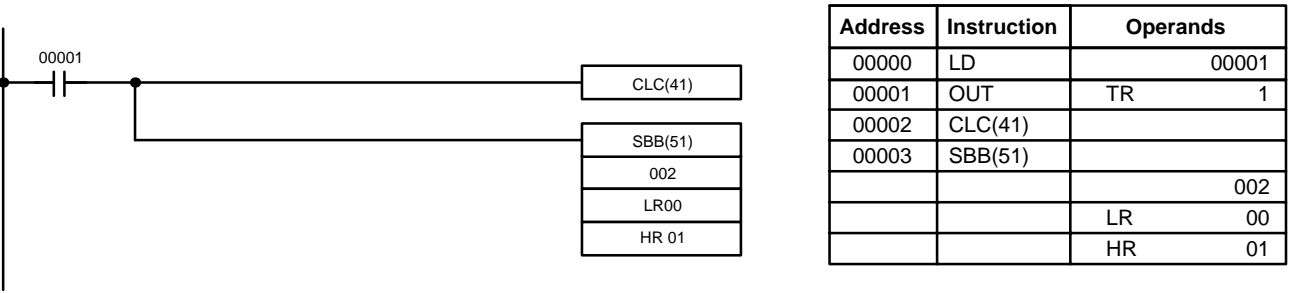 00001
CLC(41)
SBB(51)
002
LR00
HR 01
Address Instruction Operands
00000 LD 00001
00001 OUT TR 1
00002 CLC(41)
00003 SBB(51)
002
LR 00
HR 01